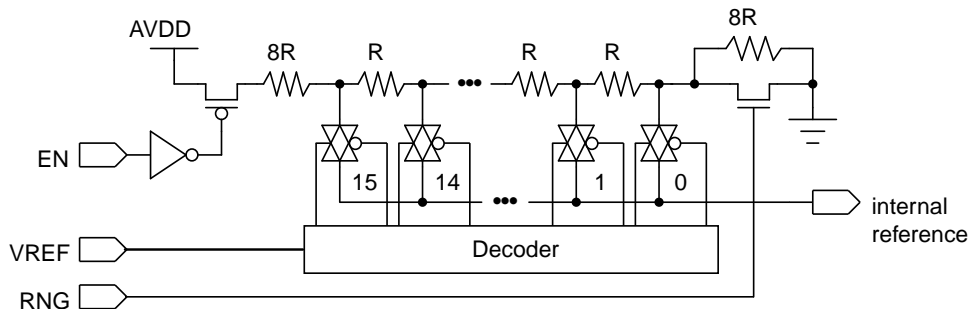 AVDD
8R
R
R
R
8R
EN
15
14
1
0
internal
reference
VREF
Decoder
RNG